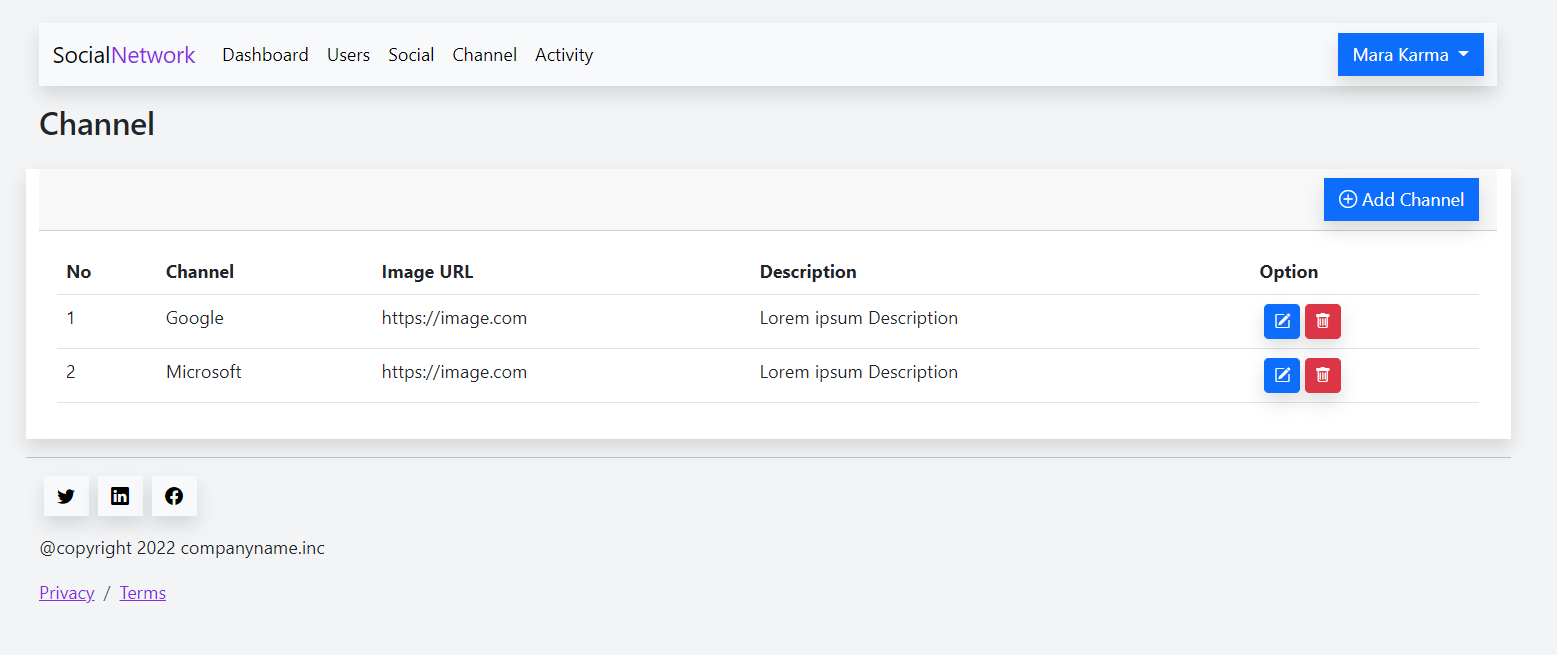 SocialNetwork Dashboard Users Social Channel Activity Mara Karma
Channel
Add Channel
No Channel Image URL Description Option
1 Google https://image.com Lorem ipsum Description
2 Microsoft https://image.com Lorem ipsum Description
@copyright 2022 companyname.inc
Privacy / Terms